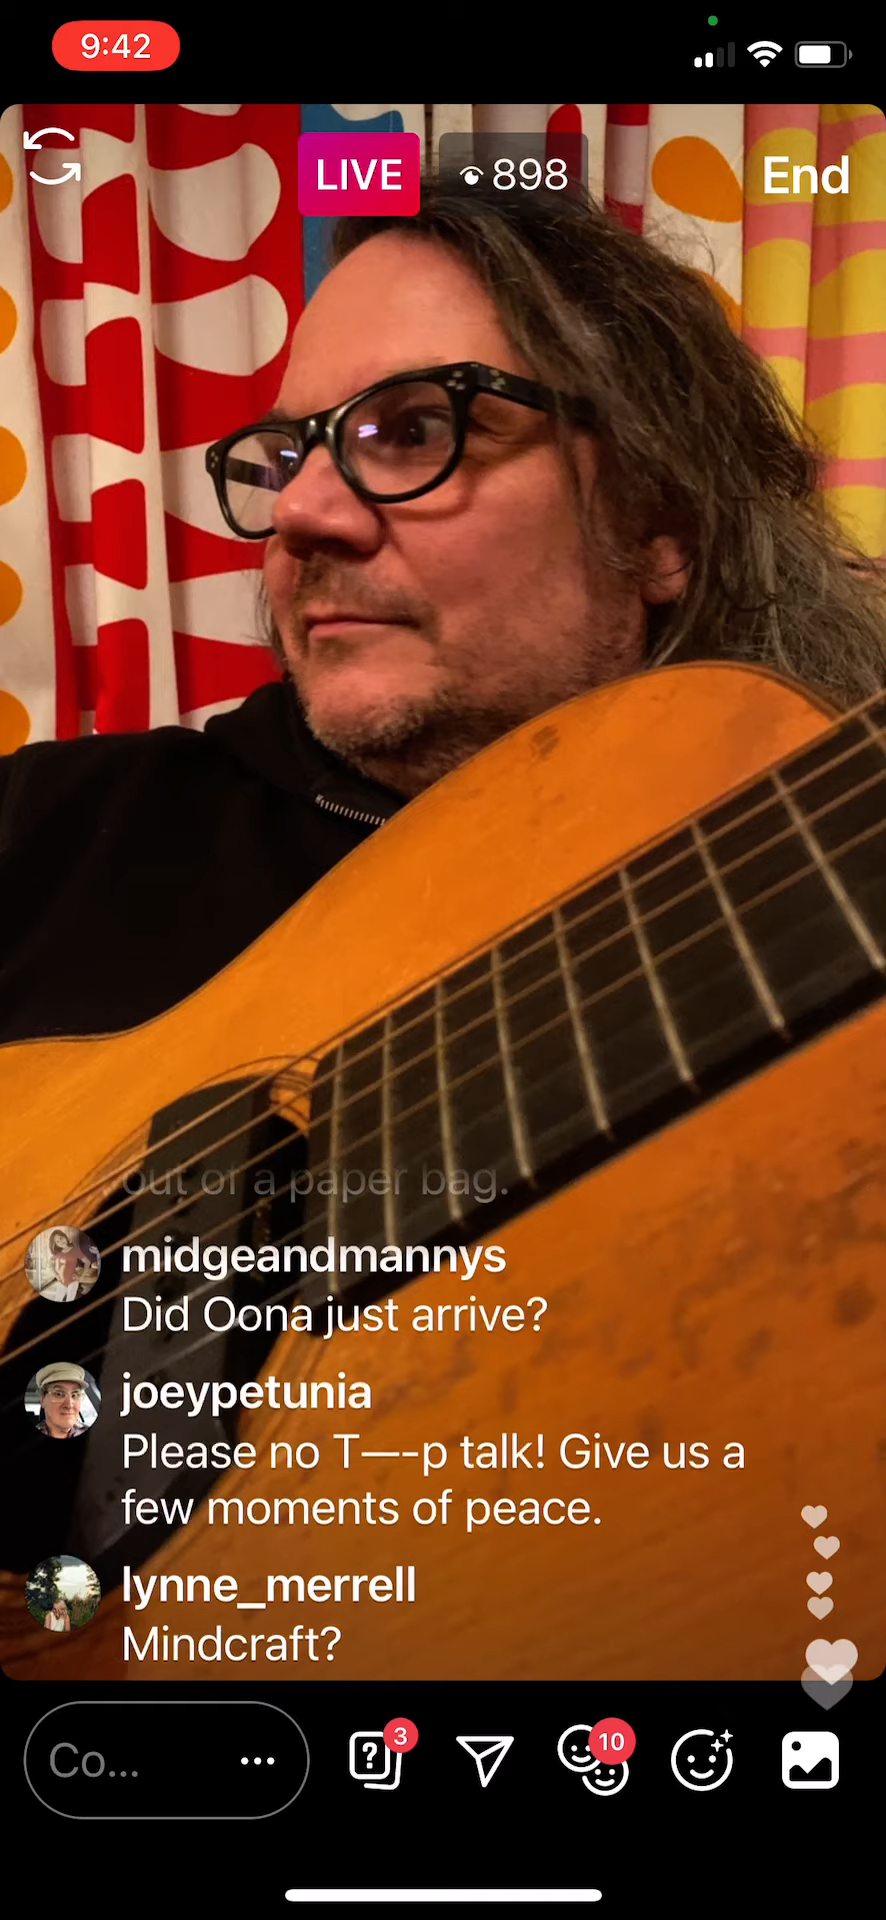 9:42
LIVE
898
End
out of a paper bag.
midgeandmannys
Did Oona just arrive?
joeypetunia
Please no T—-p talk! Give us a
few moments of peace.
lynne_merrell
Mindcraft?
Co...
3
10